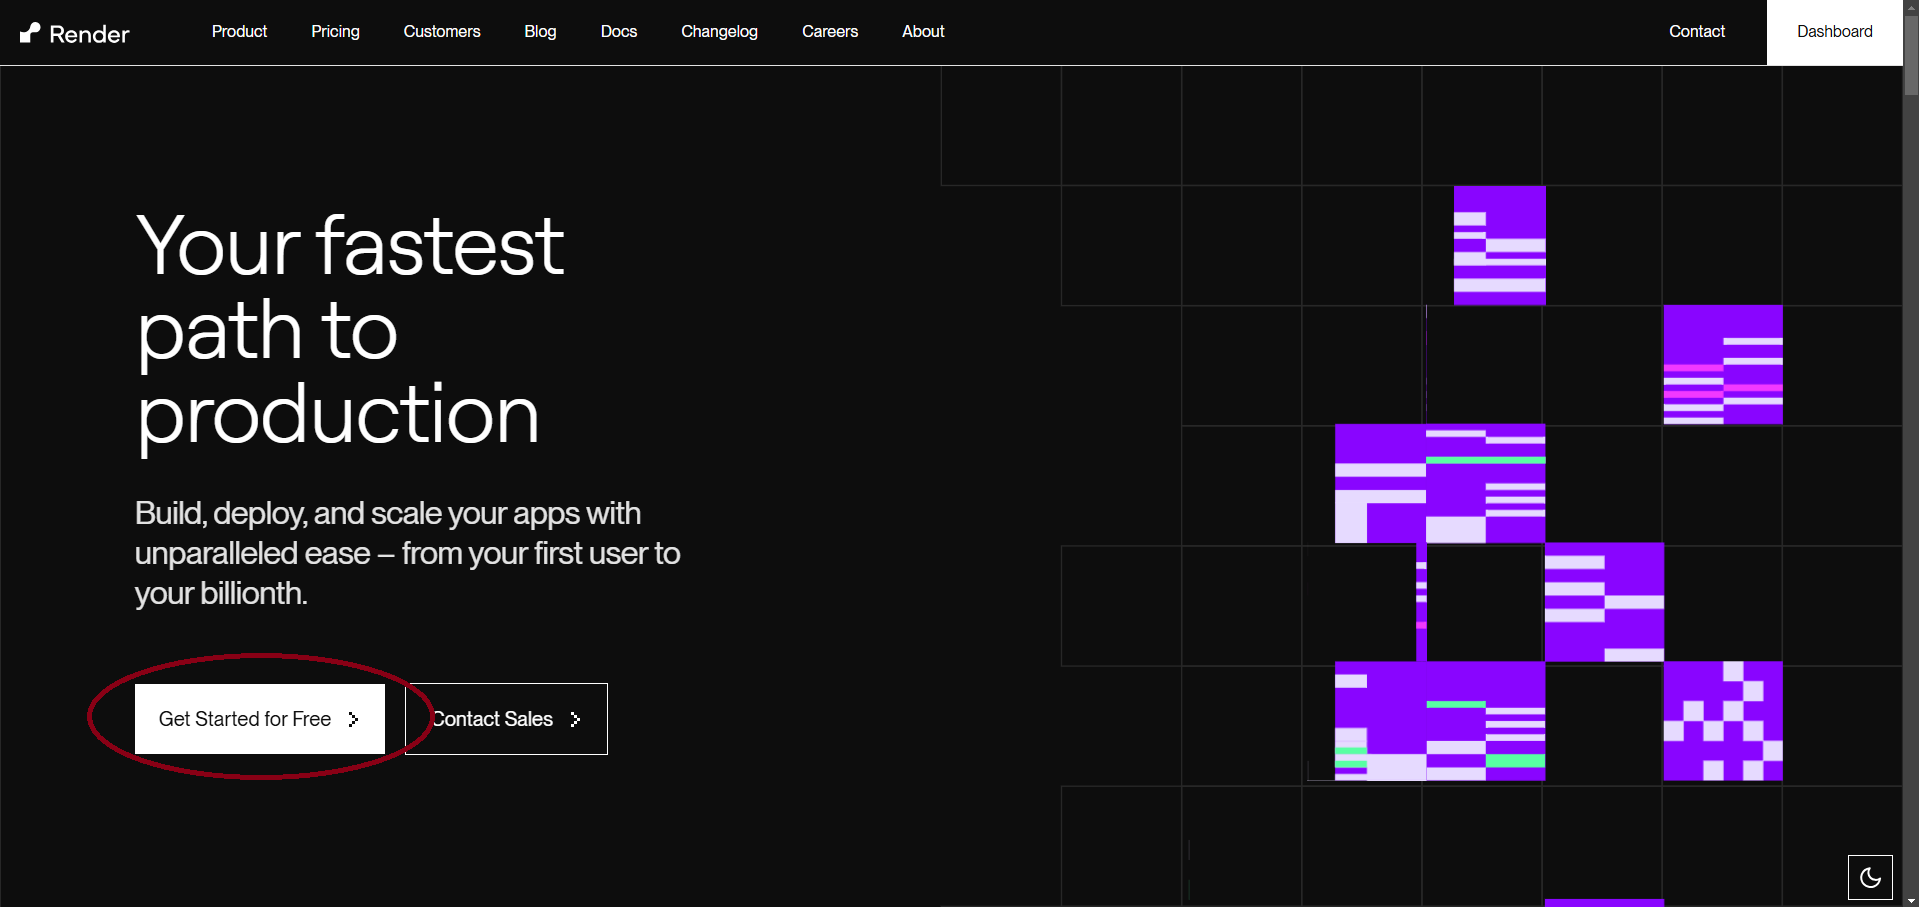 Render
Product
Pricing
Customers
Blog
Docs
Changelog
Careers
About
Contact
Dashboard
Your fastest
path to
production
Build, deploy, and scale your apps with
unparalleled ease – from your first user to
your billionth.
Get Started for Free
Contact Sales